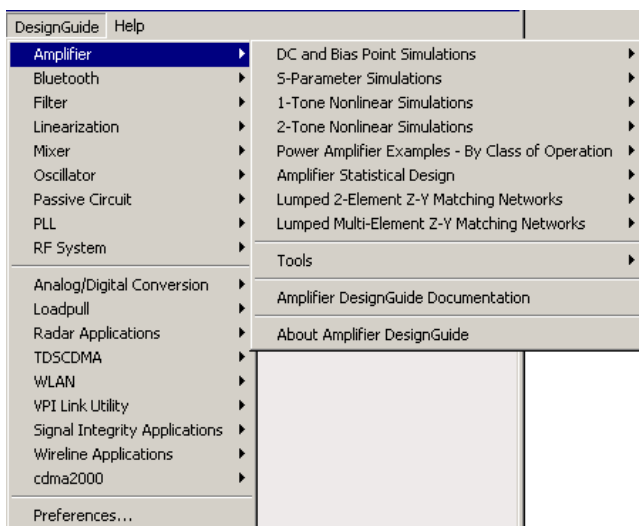 DesignGuide Help
Amplifier
Bluetooth
Filter
Linearization
Mixer
Oscillator
Passive Circuit
PLL
RF System
Analog/Digital Conversion
Loadpull
Radar Applications
TDSCDMA
WLAN
VPI Link Utility
Signal Integrity Applications
Wireline Applications
cdma2000
Preferences...
DC and Bias Point Simulations
S-Parameter Simulations
1-Tone Nonlinear Simulations
2-Tone Nonlinear Simulations
Power Amplifier Examples - By Class of Operation
Amplifier Statistical Design
Lumped 2-Element Z-Y Matching Networks
Lumped Multi-Element Z-Y Matching Networks
Tools
Amplifier DesignGuide Documentation
About Amplifier DesignGuide